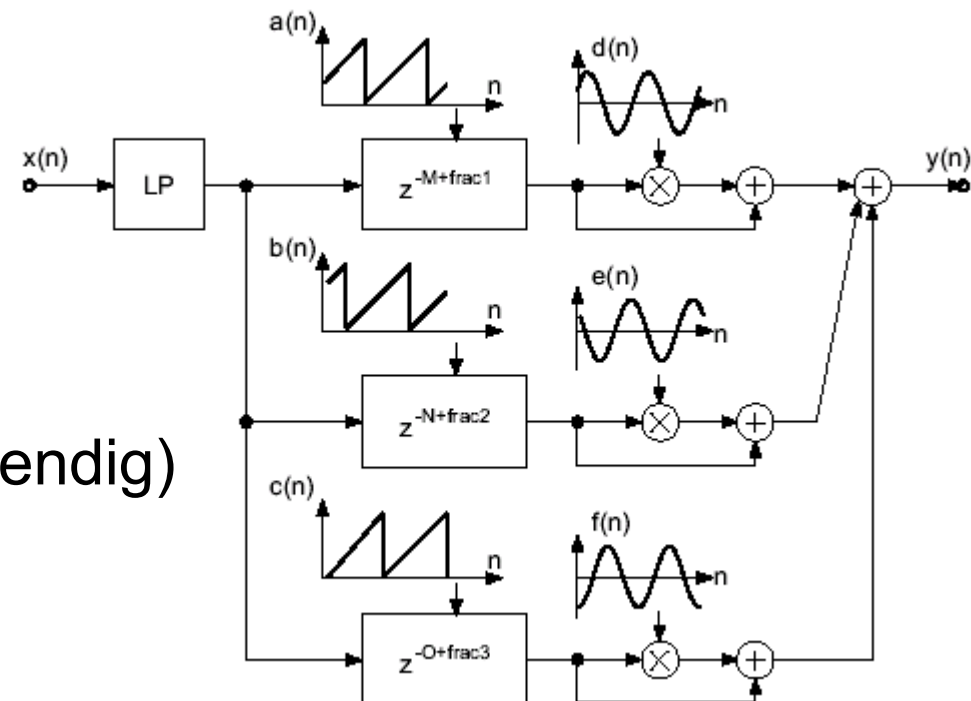 a(n)
n
d(n)
n
x(n)
LP
z^-M+frac1
×
+
+
y(n)
b(n)
n
e(n)
n
z^-N+frac2
×
+
endig)
c(n)
n
f(n)
n
z^-O+frac3
×
+